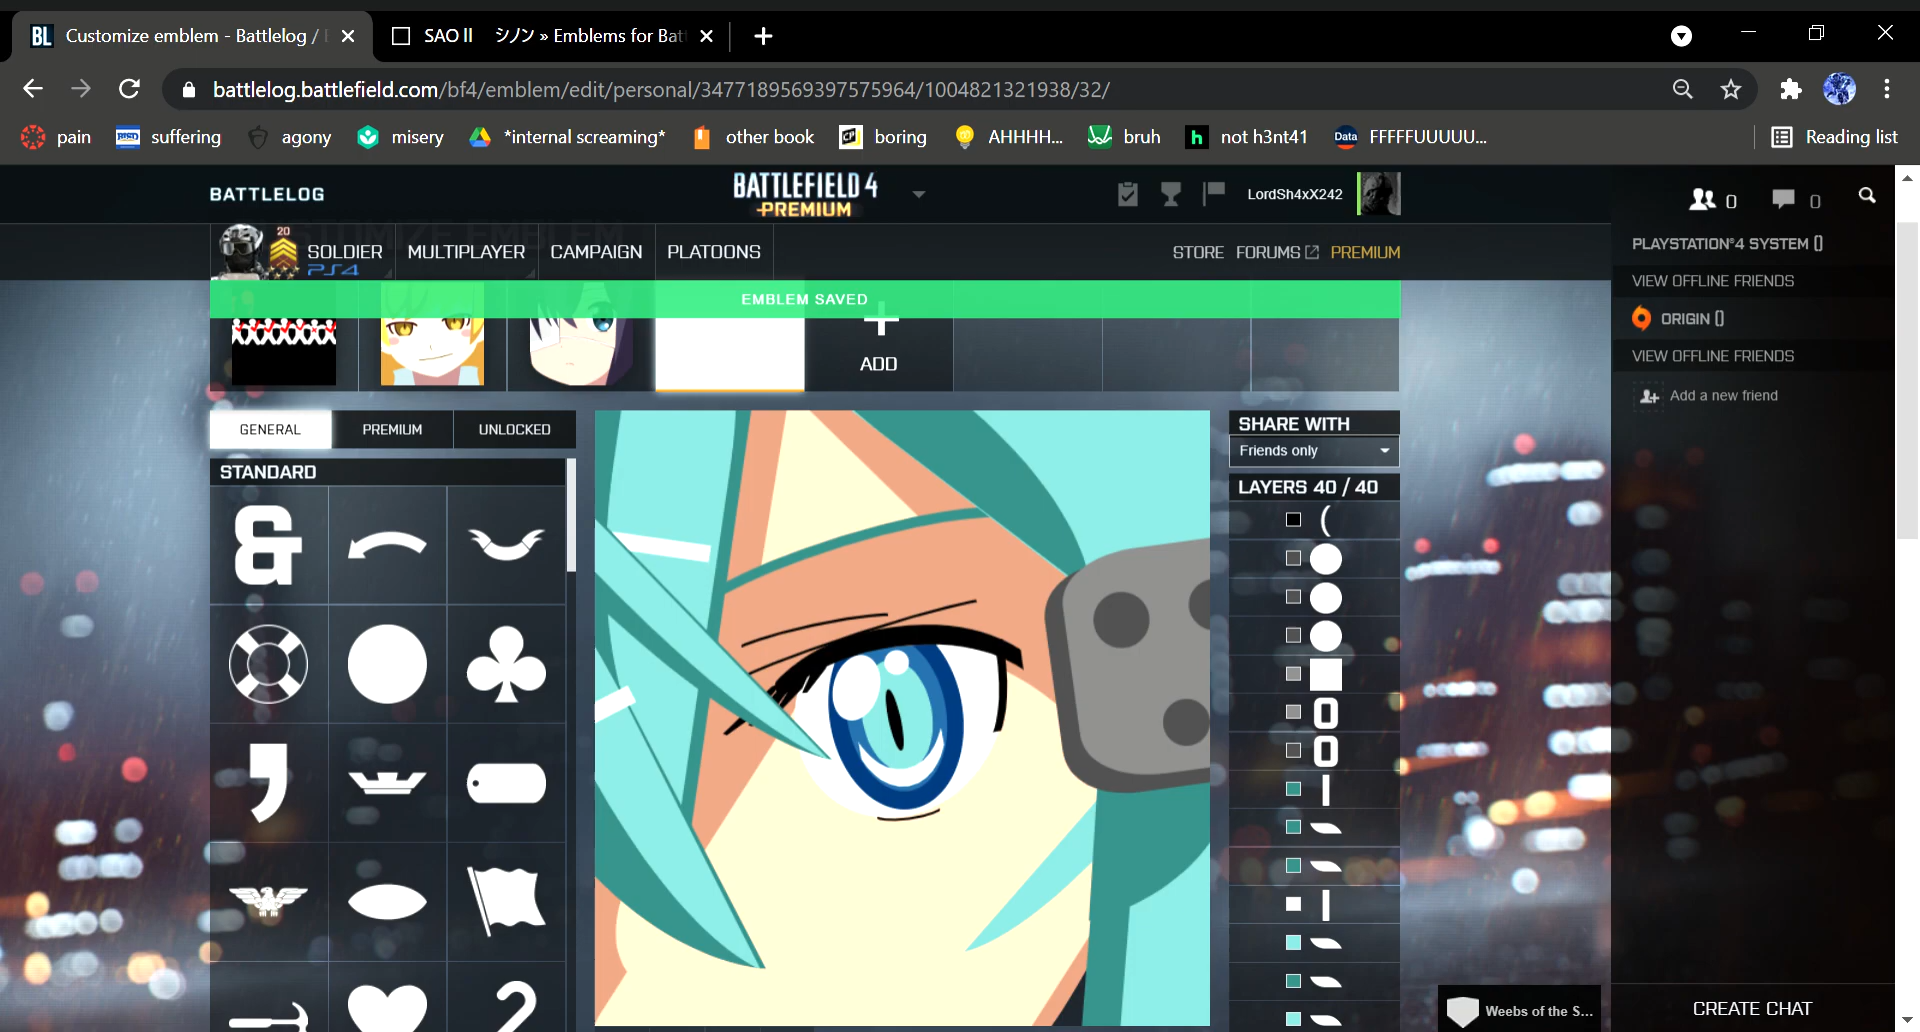 BL Customize emblem - Battlelog /
SAO II シノン » Emblems for Bat
battlelog.battlefield.com/bf4/emblem/edit/personal/3477189569397575964/1004821321938/32/
pain
BISD suffering
agony
misery
*internal screaming*
other book
CP boring
AHHHH...
bruh
h not h3nt41
Data FFFFFUUUUU...
Reading list
BATTLELOG
BATTLEFIELD 4
PREMIUM
LordSh4xX242
0
0
20
SOLDIER
PS4
MULTIPLAYER
CAMPAIGN
PLATOONS
STORE
FORUMS
PREMIUM
EMBLEM SAVED
ADD
GENERAL
PREMIUM
UNLOCKED
STANDARD
&
SHARE WITH
Friends only
LAYERS 40 / 40
PLAYSTATION®4 SYSTEM ()
VIEW OFFLINE FRIENDS
ORIGIN ()
VIEW OFFLINE FRIENDS
Add a new friend
Weebs of the S...
CREATE CHAT